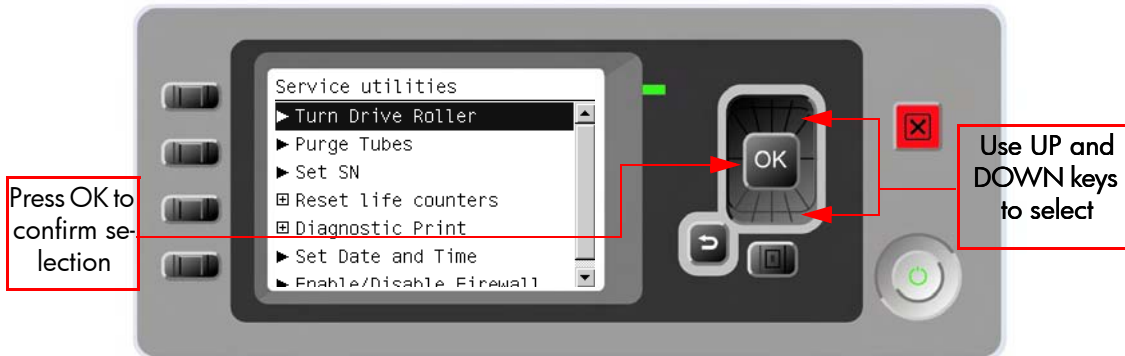 Service utilities
Turn Drive Roller
Purge Tubes
Set SN
Reset life counters
Diagnostic Print
Set Date and Time
Enable/Disable Firewall
OK
Press OK to
confirm se-
lection
Use UP and
DOWN keys
to select